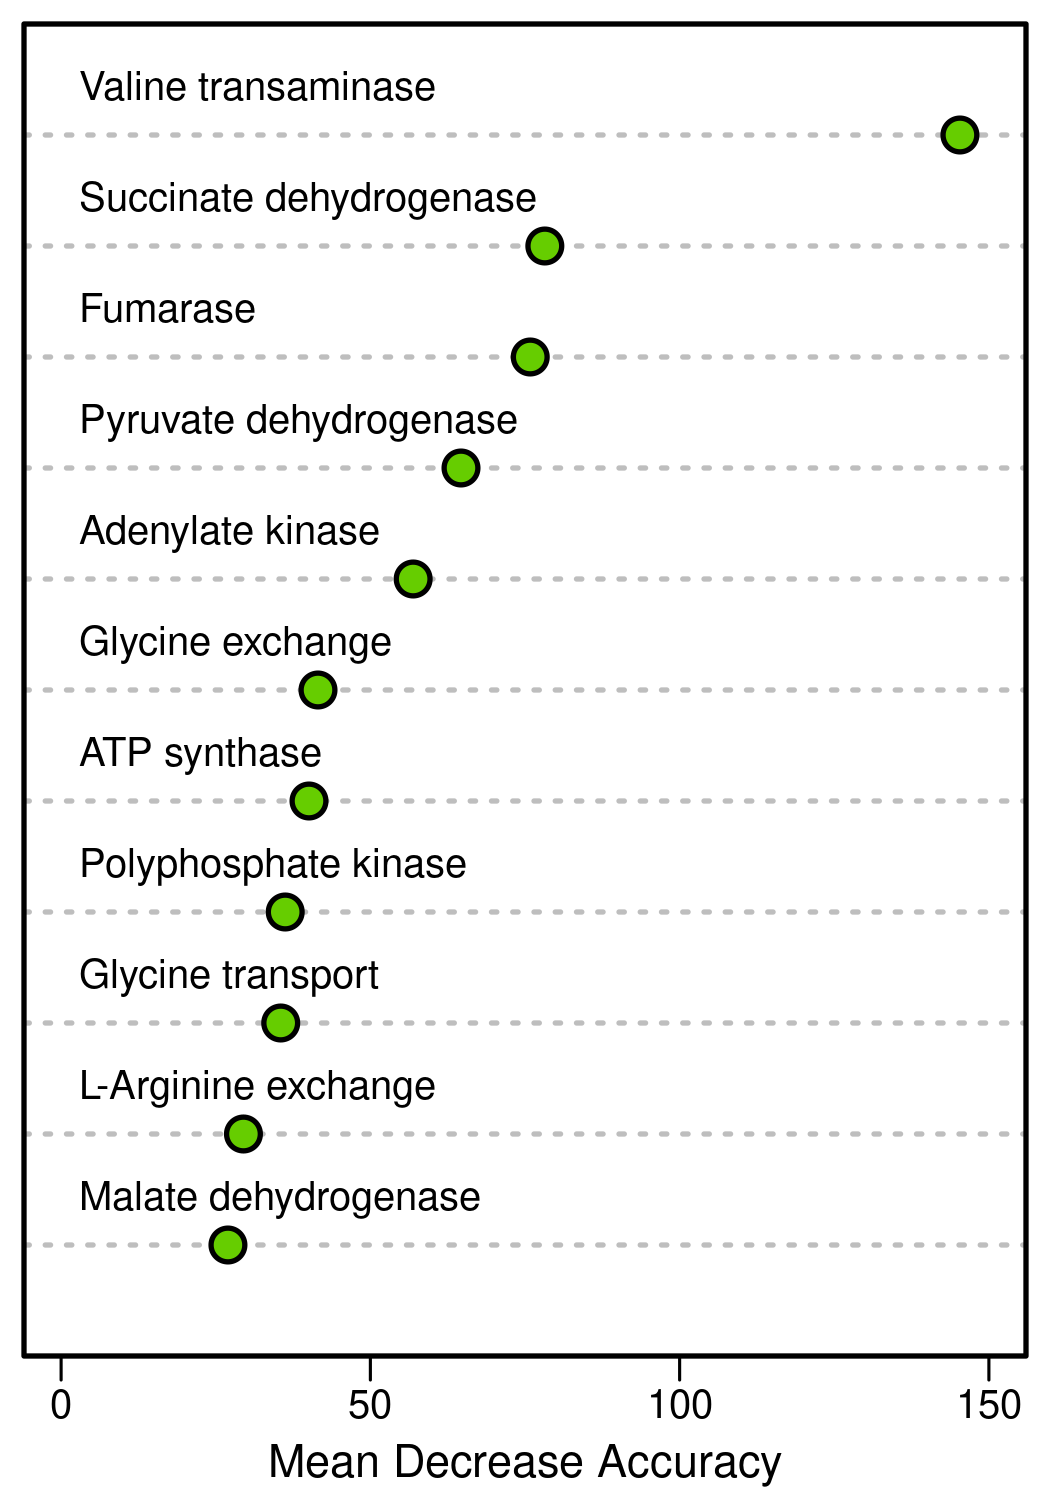 Valine transaminase
Succinate dehydrogenase
Fumarase
Pyruvate dehydrogenase
Adenylate kinase
Glycine exchange
ATP synthase
Polyphosphate kinase
Glycine transport
L-Arginine exchange
Malate dehydrogenase
0 50 100 150
Mean Decrease Accuracy